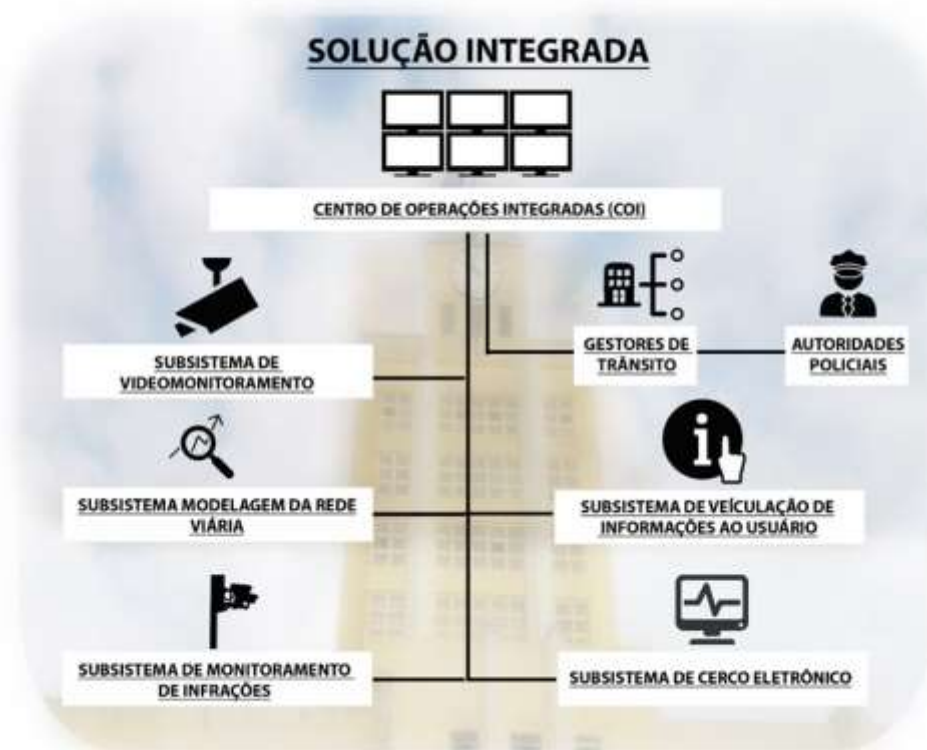 SOLUÇÃO INTEGRADA
CENTRO DE OPERAÇÕES INTEGRADAS (COI)
GESTORES DE
TRÂNSITO
AUTORIDADES
POLICIAIS
SUBSISTEMA DE
VIDEOMONITORAMENTO
SUBSISTEMA MODELAGEM DA REDE
VIÁRIA
SUBSISTEMA DE VEÍCULAÇÃO DE
INFORMAÇÕES AO USUÁRIO
SUBSISTEMA DE MONITORAMENTO
DE INFRAÇÕES
SUBSISTEMA DE CERCO ELETRÔNICO